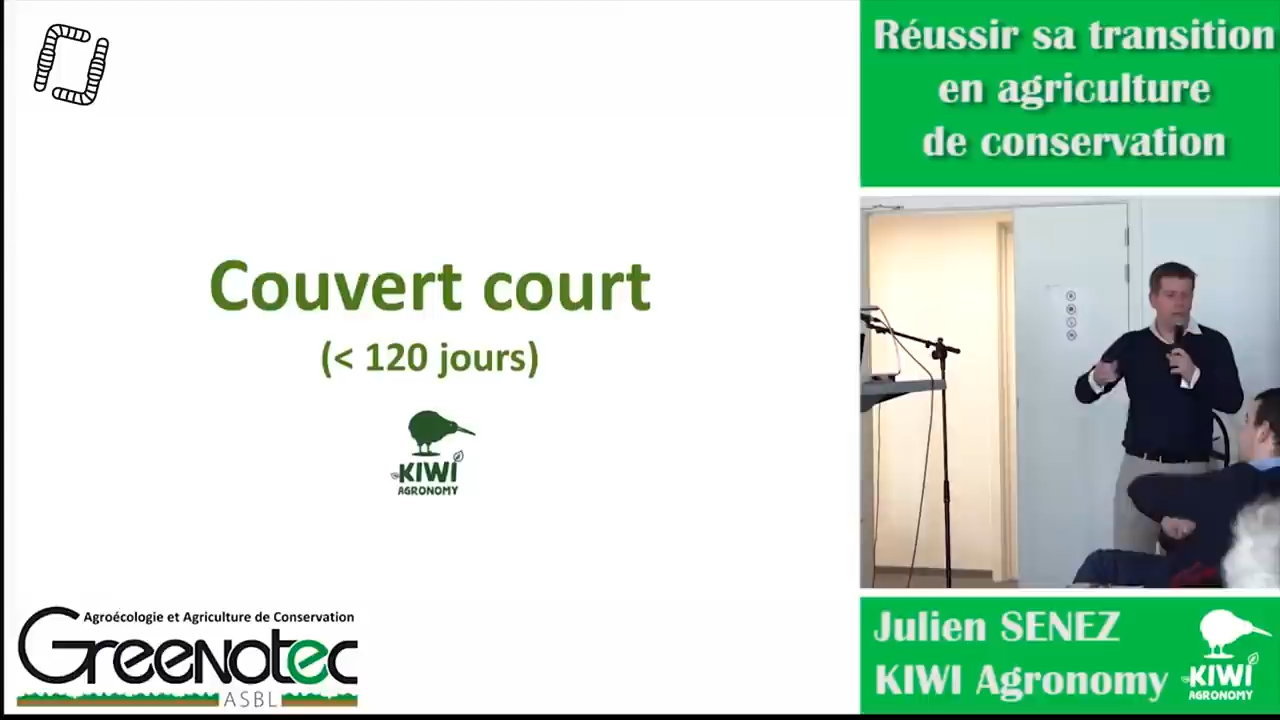 Couvert court
(< 120 jours)
KIWI
AGRONOMY
Agroécologie et Agriculture de Conservation
Greenotec
ASBL
Réussir sa transition
en agriculture
de conservation
Julien SENEZ
KIWI Agronomy
KIWI
AGRONOMY